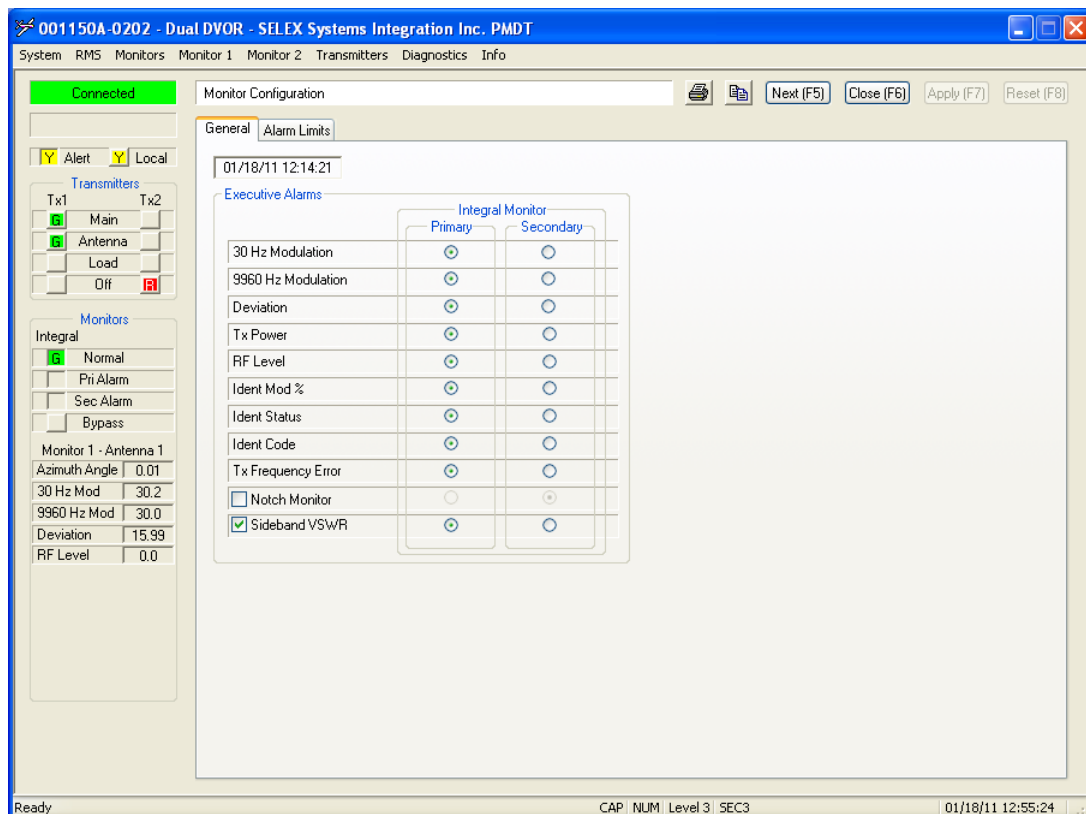 001150A-0202 - Dual DVOR - SELEX Systems Integration Inc. PMDT
System RMS Monitors Monitor 1 Monitor 2 Transmitters Diagnostics Info
Connected
Monitor Configuration
Next (F5) Close (F6) Apply (F7) Reset (F8)
General Alarm Limits
Y Alert Y Local
Transmitters
Tx1 Tx2
G Main
G Antenna
Load
Off R
Monitors
Integral
G Normal
Pri Alarm
Sec Alarm
Bypass
Monitor 1 - Antenna 1
Azimuth Angle 0.01
30 Hz Mod 30.2
9960 Hz Mod 30.0
Deviation 15.99
RF Level 0.0
01/18/11 12:14:21
Executive Alarms
Integral Monitor
Primary Secondary
30 Hz Modulation
9960 Hz Modulation
Deviation
Tx Power
RF Level
Ident Mod %
Ident Status
Ident Code
Tx Frequency Error
Notch Monitor
Sideband VSWR
Ready CAP NUM Level 3 SEC3 01/18/11 12:55:24